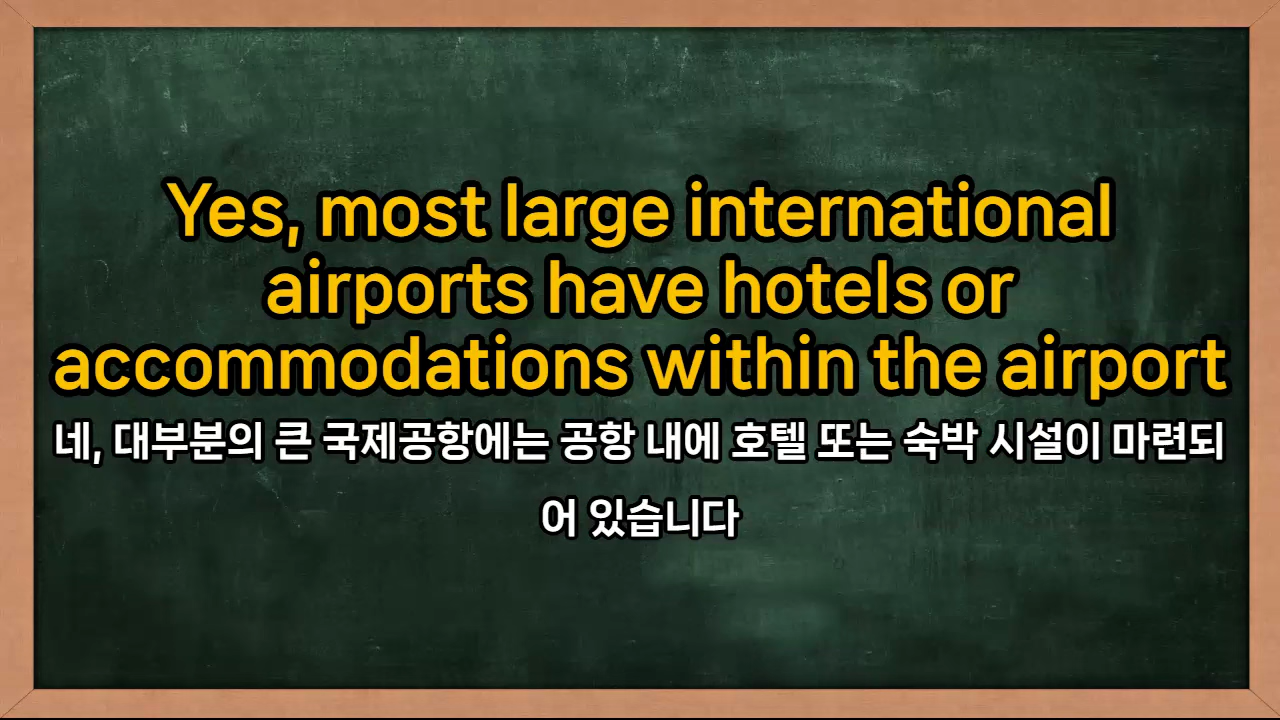 Yes, most large international
airports have hotels or
accommodations within the airport
네, 대부분의 큰 국제공항에는 공항 내에 호텔 또는 숙박 시설이 마련되
어 있습니다